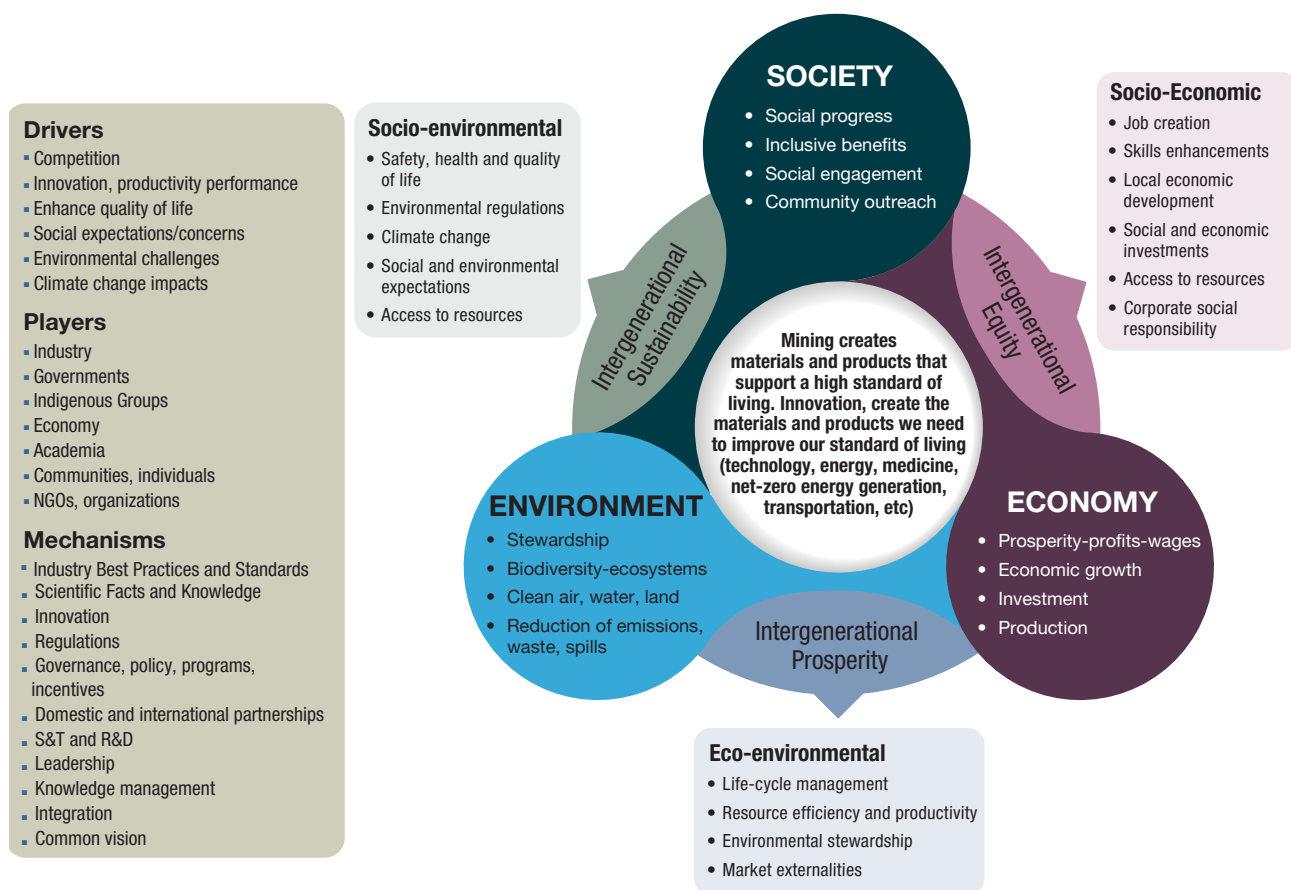 Drivers
Competition
Innovation, productivity performance
Enhance quality of life
Social expectations/concerns
Environmental challenges
Climate change impacts
Players
Industry
Governments
Indigenous Groups
Economy
Academia
Communities, individuals
NGOs, organizations
Mechanisms
Industry Best Practices and Standards
Scientific Facts and Knowledge
Innovation
Regulations
Governance, policy, programs,
incentives
Domestic and international partnerships
S&T and R&D
Leadership
Knowledge management
Integration
Common vision
Socio-environmental
• Safety, health and quality
of life
• Environmental regulations
• Climate change
• Social and environmental
expectations
• Access to resources
SOCIETY
• Social progress
• Inclusive benefits
• Social engagement
• Community outreach
Socio-Economic
• Job creation
• Skills enhancements
• Local economic
development
• Social and economic
investments
• Access to resources
• Corporate social
responsibility
Intergenerational
Sustainability
Intergenerational
Equity
Mining creates
materials and products that
support a high standard of
living. Innovation, create the
materials and products we need
to improve our standard of living
(technology, energy, medicine,
net-zero energy generation,
transportation, etc)
ENVIRONMENT
• Stewardship
• Biodiversity-ecosystems
• Clean air, water, land
• Reduction of emissions,
waste, spills
ECONOMY
• Prosperity-profits-wages
• Economic growth
• Investment
• Production
Intergenerational
Prosperity
Eco-environmental
• Life-cycle management
• Resource efficiency and productivity
• Environmental stewardship
• Market externalities